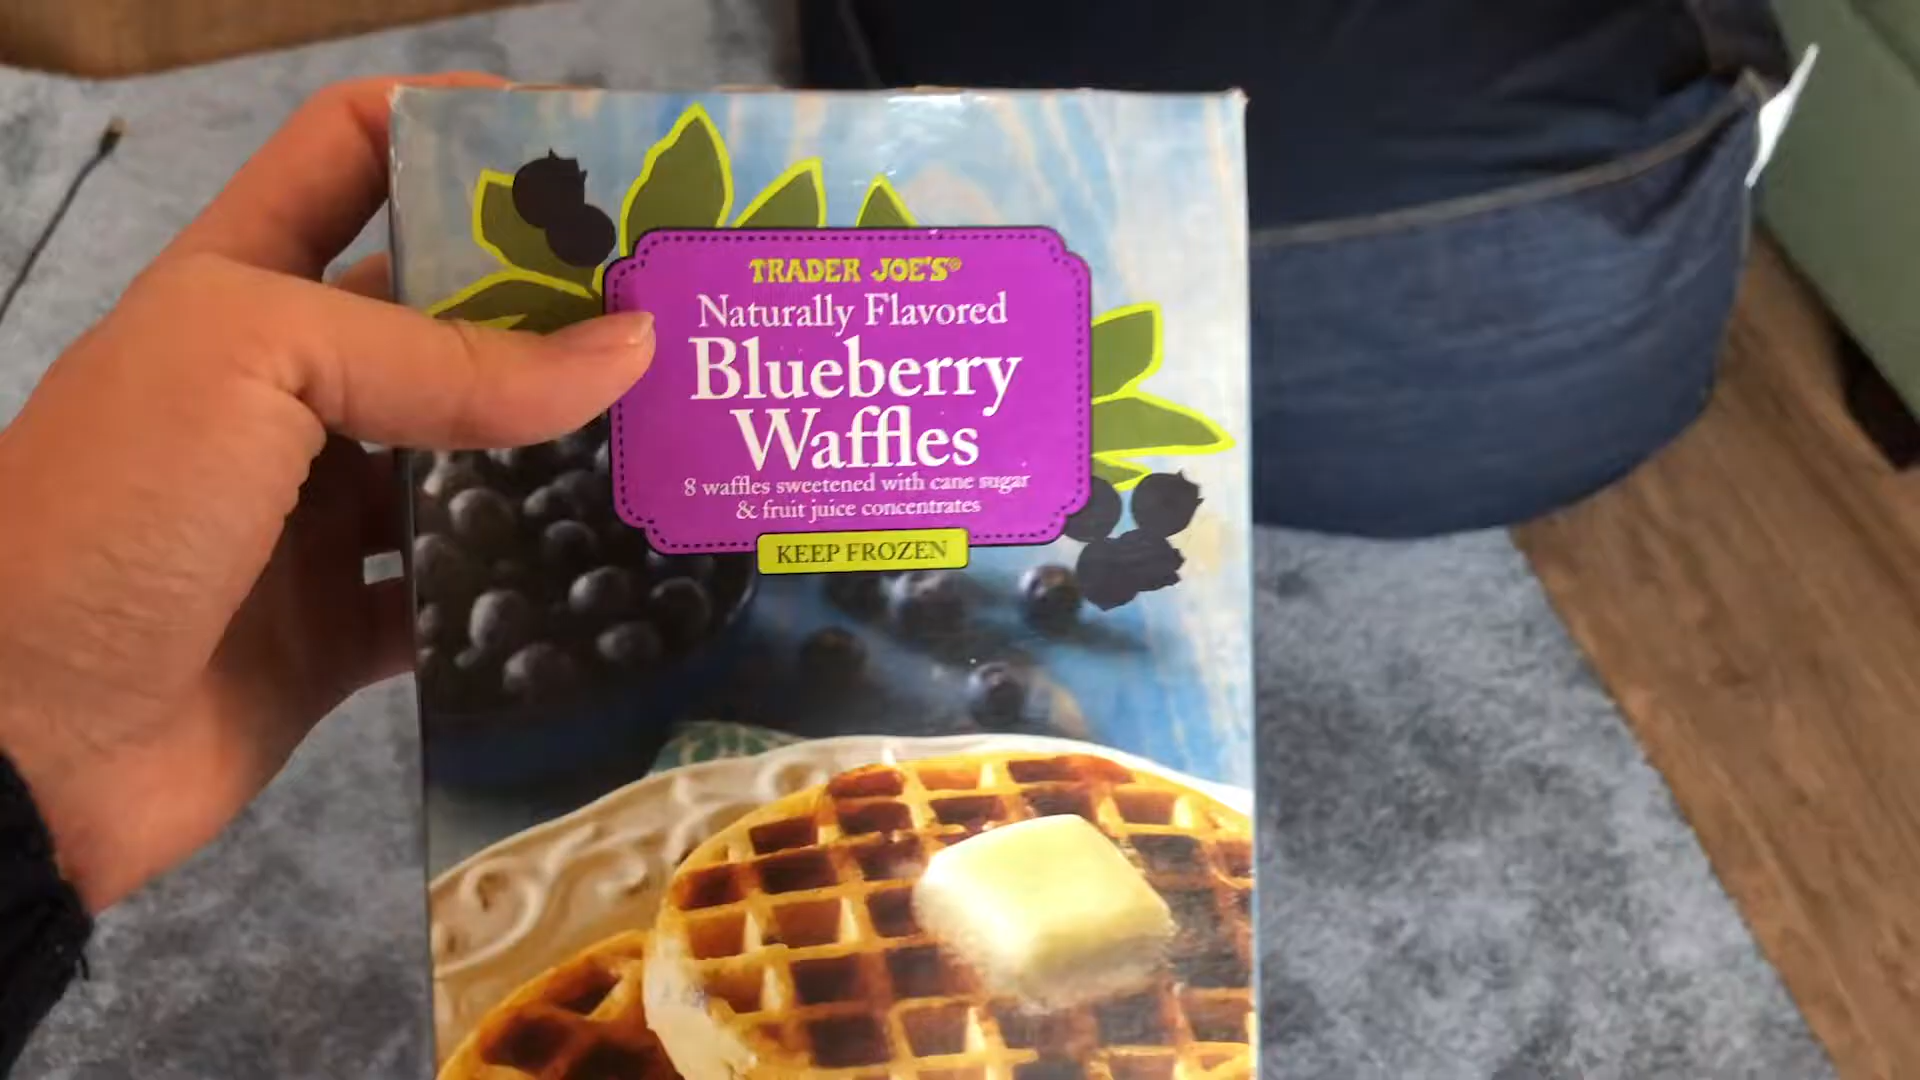 TRADER JOE'S®
Naturally Flavored
Blueberry
Waffles
8 waffles sweetened with cane sugar
& fruit juice concentrates
KEEP FROZEN